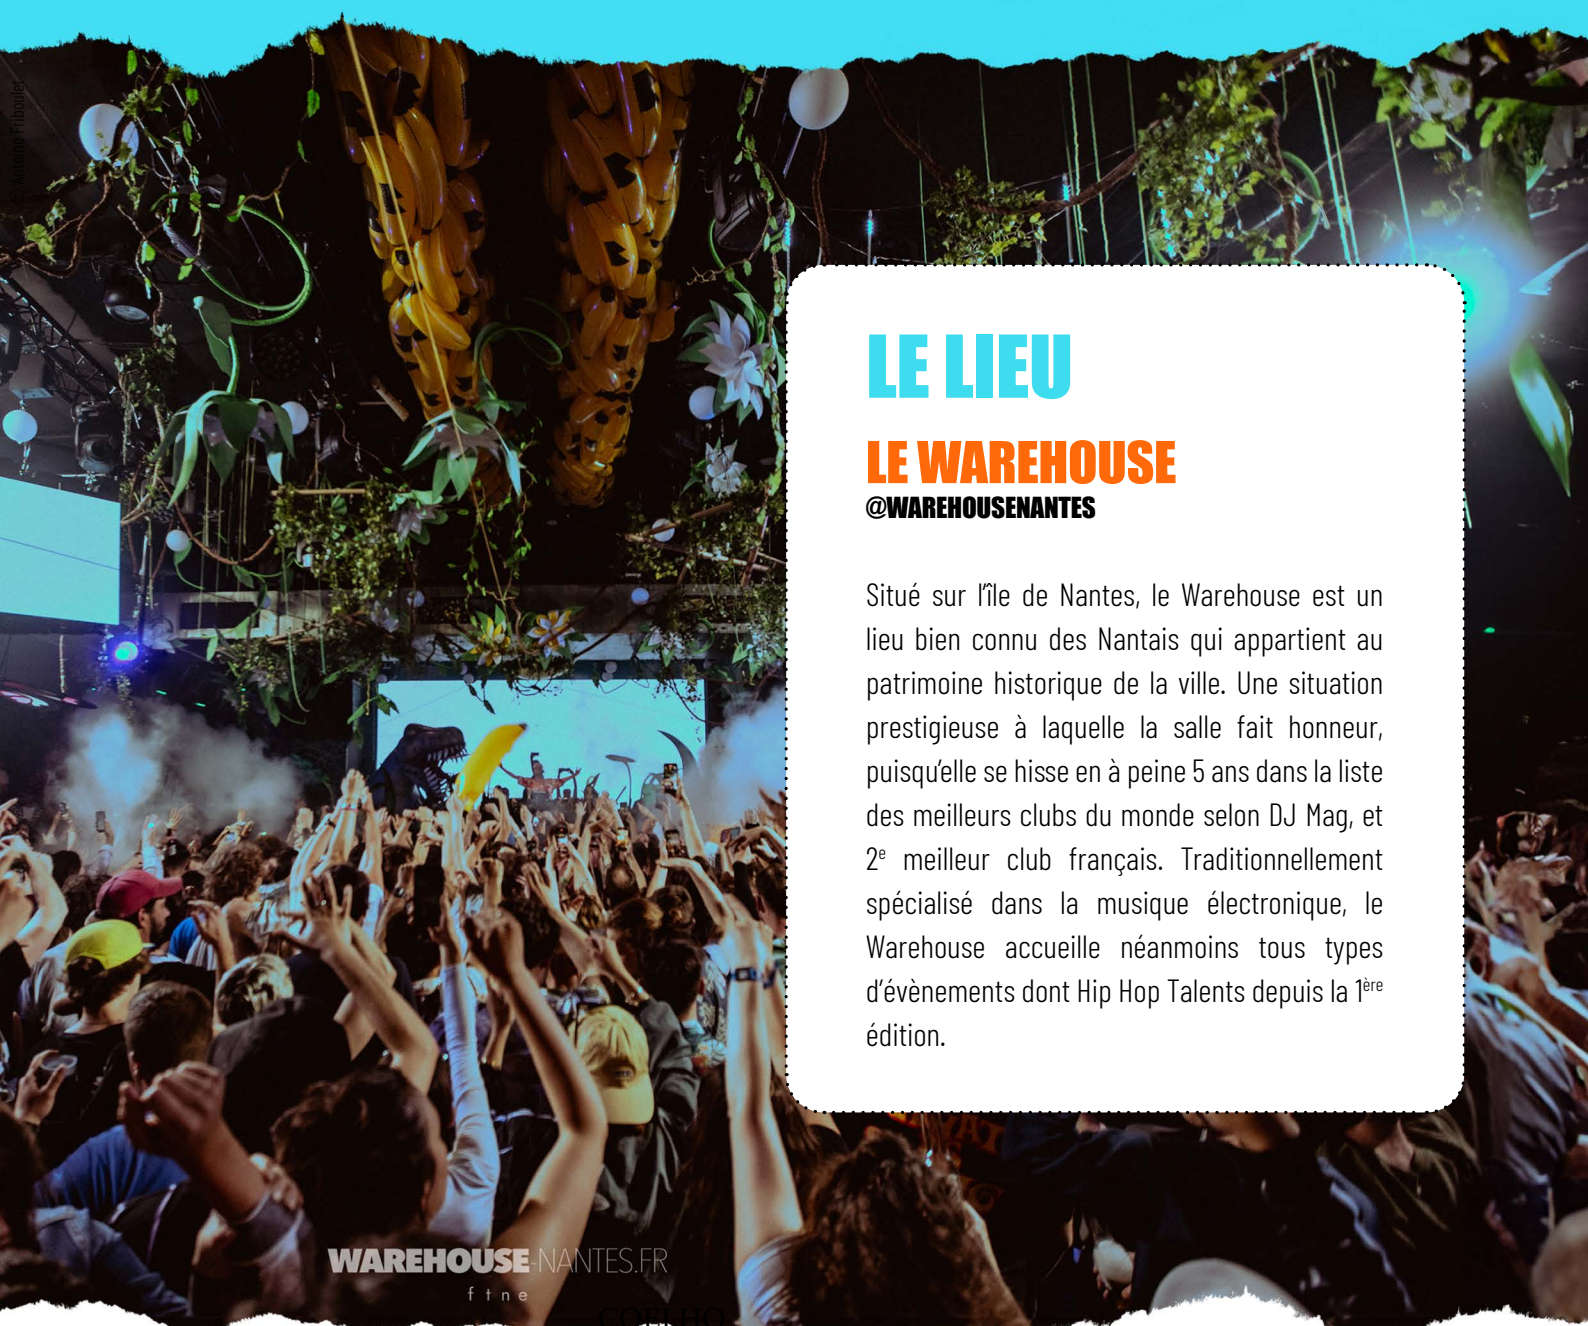 © Antoine Friboulet
LE LIEU
LE WAREHOUSE
@WAREHOUSENANTES
Situé sur l'île de Nantes, le Warehouse est un
lieu bien connu des Nantais qui appartient au
patrimoine historique de la ville. Une situation
prestigieuse à laquelle la salle fait honneur,
puisqu'elle se hisse en à peine 5 ans dans la liste
des meilleurs clubs du monde selon DJ Mag, et
2e meilleur club français. Traditionnellement
spécialisé dans la musique électronique, le
Warehouse accueille néanmoins tous types
d'évènements dont Hip Hop Talents depuis la 1ère
édition.
WAREHOUSE-NANTES.FR
f t n e
COELHO